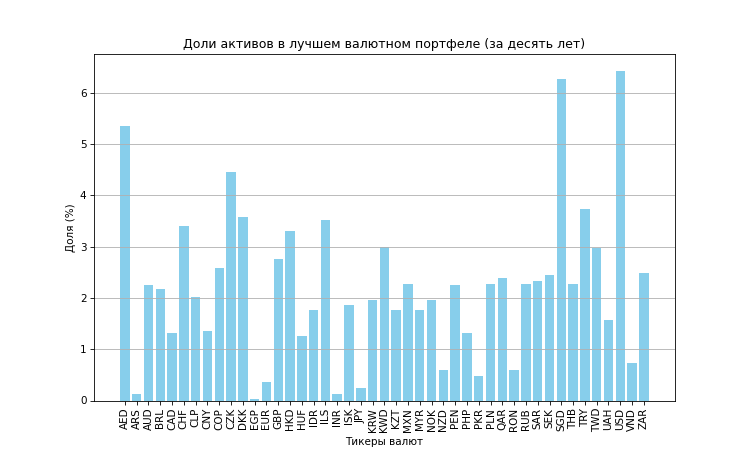 Доли активов в лучшем валютном портфеле (за десять лет)
Доля (%)
6
5
4
3
2
1
0
AED ARS AUD BRL CAD CHF CLP CNY COP CZK DKK EGP EUR GBP HKD HUF IDR ILS INR ISK JPY KRW KWD KZT MXN MYR NOK NZD PEN PHP PKR PLN QAR RON RUB SAR SEK SGD THB TRY TWD UAH USD VND ZAR
Тикеры валют